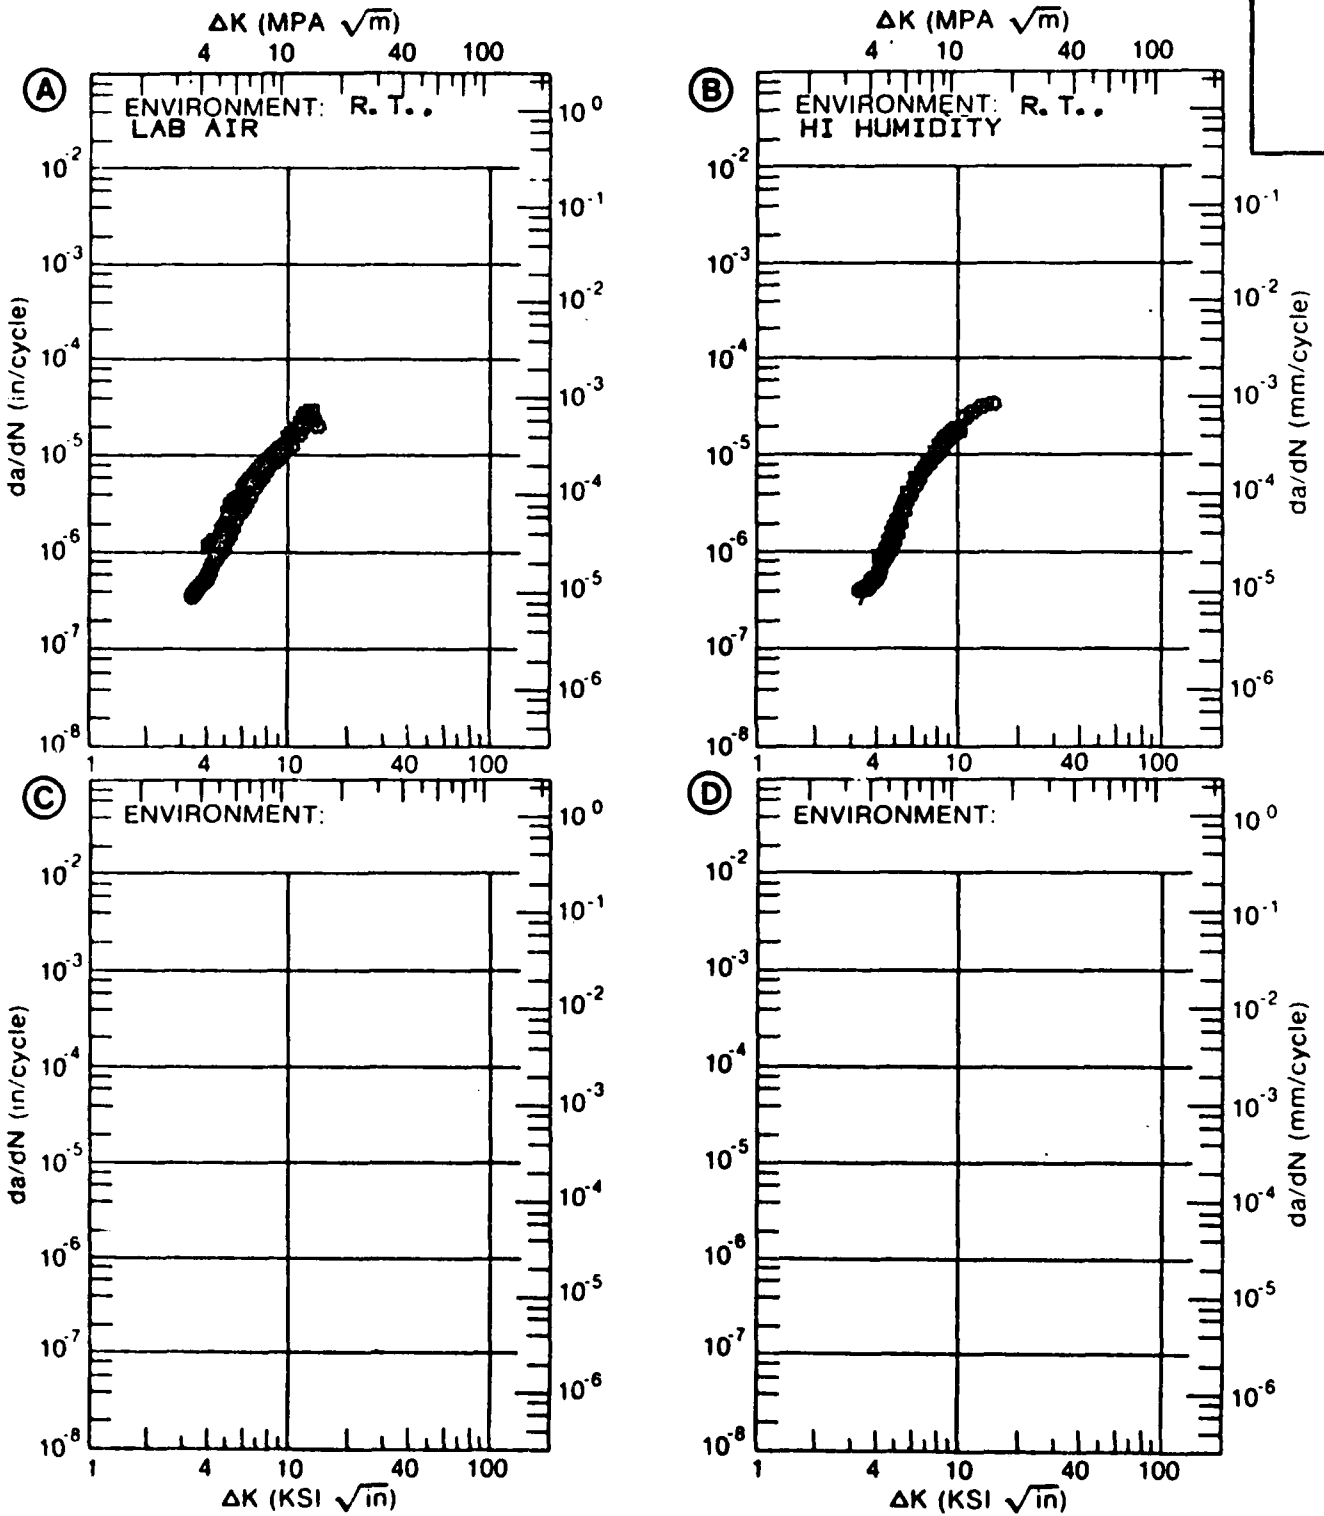 ΔK (MPA √m) ΔK (MPA √m)
4 10 40 100 4 10 40 100
A B
ENVIRONMENT: R.T.. ENVIRONMENT: R.T..
LAB AIR HI HUMIDITY
10⁰
10⁻² 10⁻²
10⁻¹ 10⁻¹
10⁻³ 10⁻³
10⁻² 10⁻²
10⁻⁴ 10⁻⁴
10⁻³ 10⁻³
10⁻⁵ 10⁻⁵
10⁻⁴ 10⁻⁴
10⁻⁶ 10⁻⁶
10⁻⁵ 10⁻⁵
10⁻⁷ 10⁻⁷
10⁻⁶ 10⁻⁶
10⁻⁸ 10⁻⁸
da/dN (in/cycle) da/dN (mm/cycle)
1 4 10 40 100 1 4 10 40 100
C D
ENVIRONMENT: ENVIRONMENT:
10⁰ 10⁰
10⁻² 10⁻²
10⁻¹ 10⁻¹
10⁻³ 10⁻³
10⁻² 10⁻²
10⁻⁴ 10⁻⁴
10⁻³ 10⁻³
10⁻⁵ 10⁻⁵
10⁻⁴ 10⁻⁴
10⁻⁶ 10⁻⁶
10⁻⁵ 10⁻⁵
10⁻⁷ 10⁻⁷
10⁻⁶ 10⁻⁶
10⁻⁸ 10⁻⁸
da/dN (in/cycle) da/dN (mm/cycle)
1 4 10 40 100 1 4 10 40 100
ΔK (KSI √in) ΔK (KSI √in)